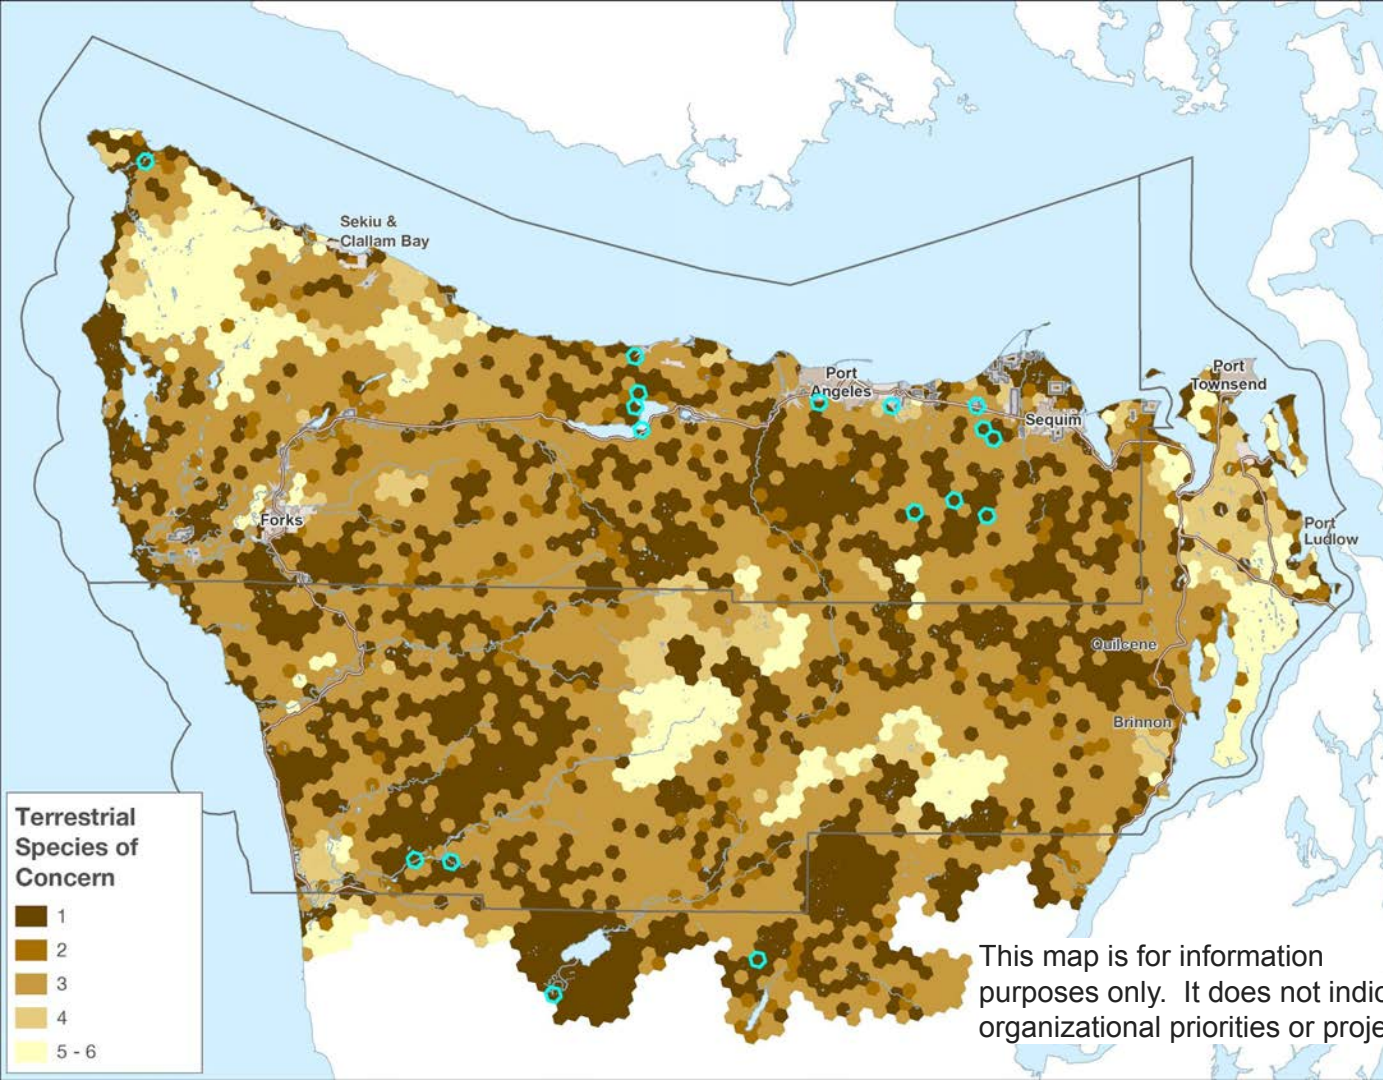 Sekiu &
Clallam Bay
Port
Angeles
Port
Townsend
Sequim
Forks
Port
Ludlow
Quilcene
Brinnon
Terrestrial
Species of
Concern
1
2
3
4
5 - 6
This map is for information
purposes only. It does not indic
organizational priorities or proje